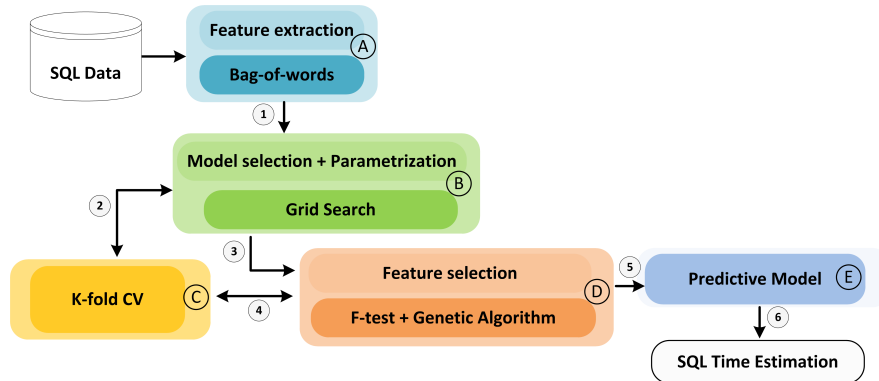 SQL Data
Feature extraction
A
Bag-of-words
1
Model selection + Parametrization
B
Grid Search
2
3
K-fold CV
C
4
Feature selection
D
F-test + Genetic Algorithm
5
Predictive Model
E
6
SQL Time Estimation